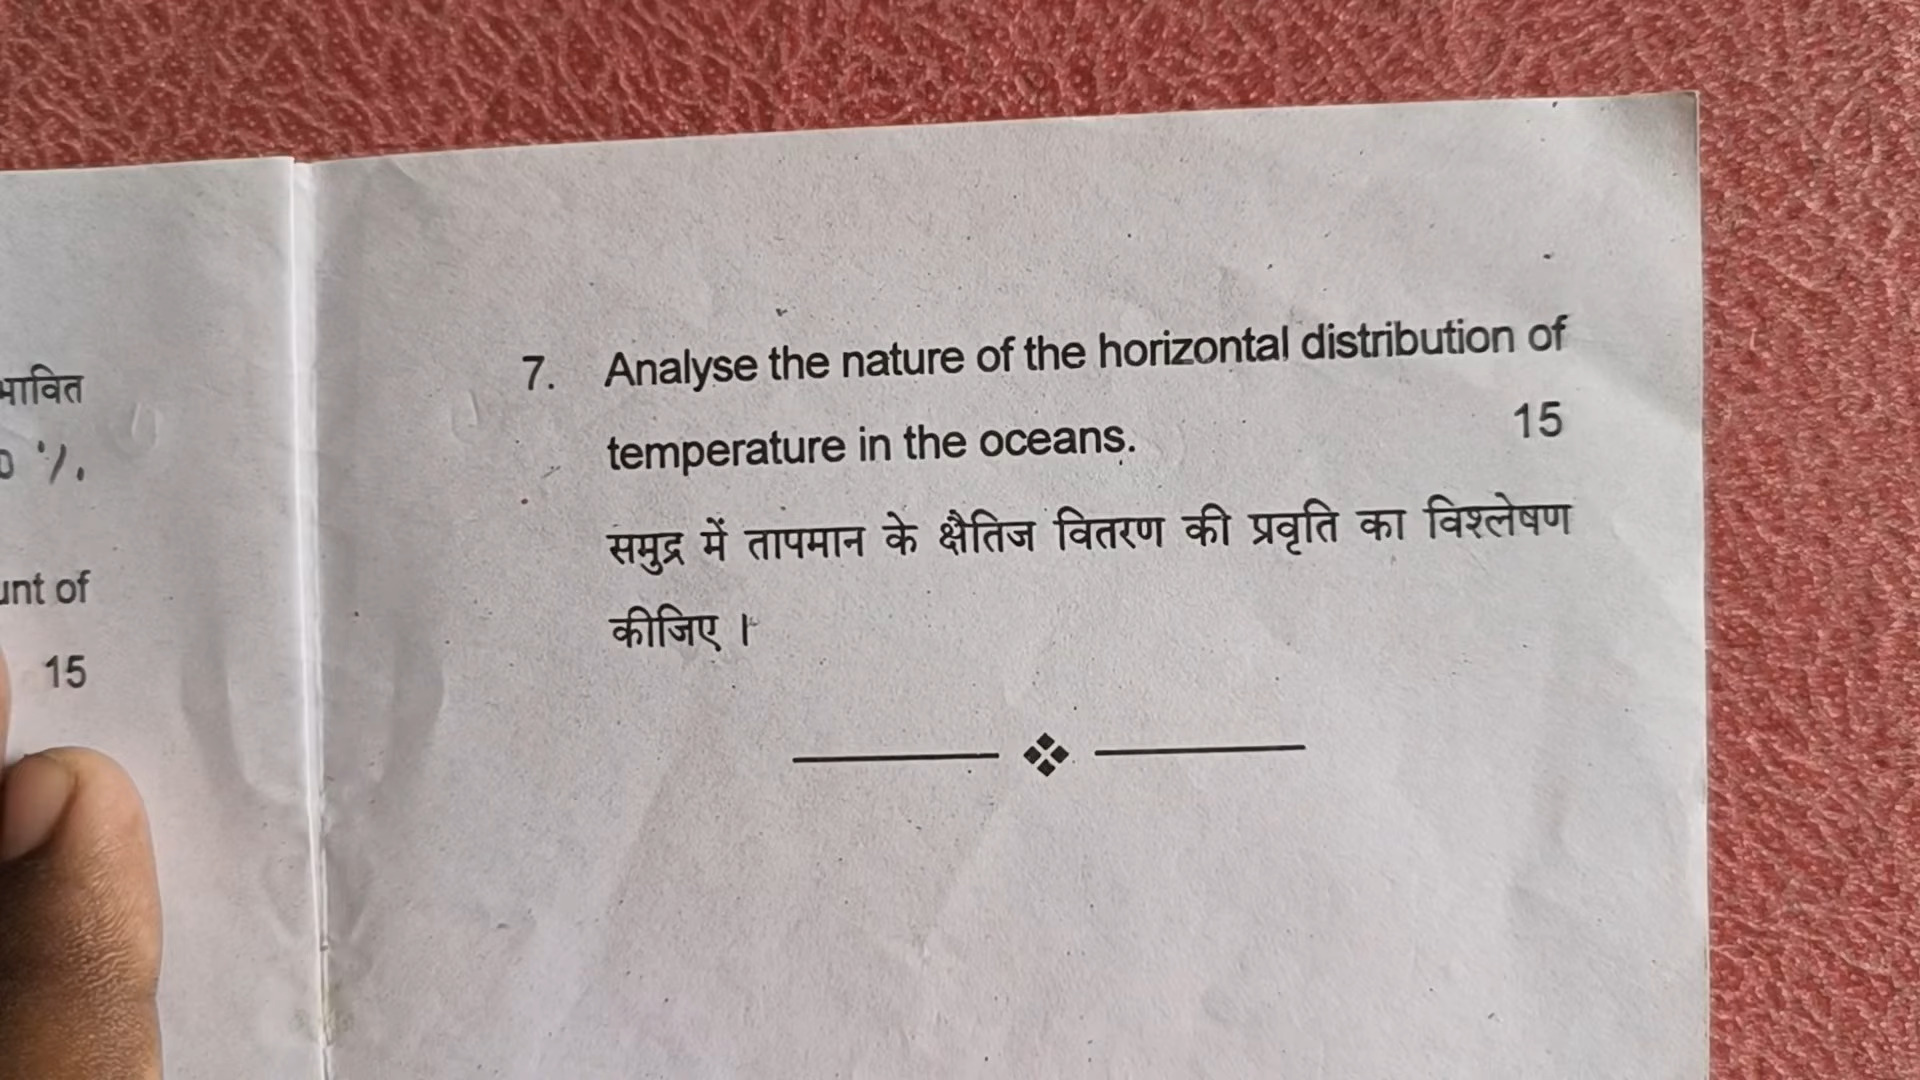 7. Analyse the nature of the horizontal distribution of
temperature in the oceans. 15
समुद्र में तापमान के क्षैतिज वितरण की प्रवृति का विश्लेषण
कीजिए ।
unt of
15